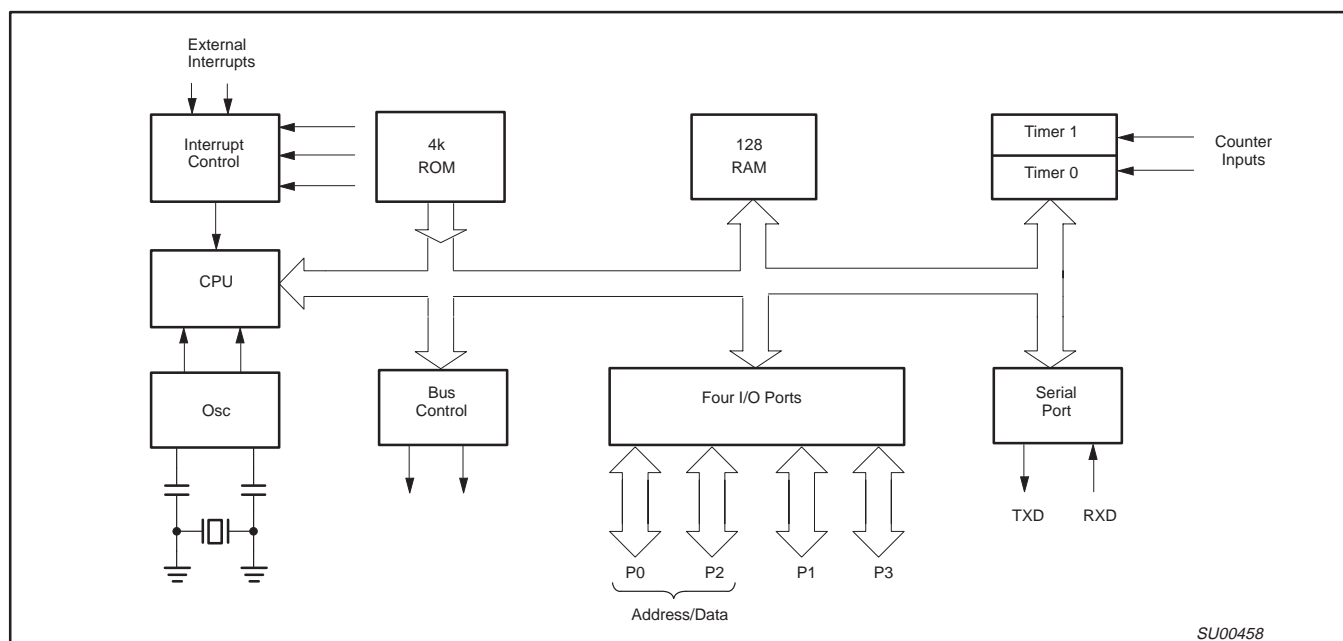 External
Interrupts
Interrupt
Control
4k
ROM
128
RAM
Timer 1
Timer 0
Counter
Inputs
CPU
Osc
Bus
Control
Four I/O Ports
Serial
Port
TXD
RXD
P0
P2
P1
P3
Address/Data
SU00458